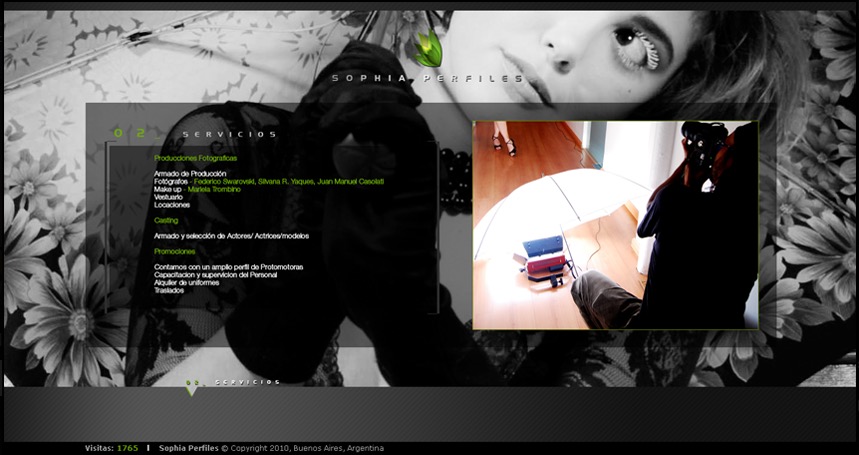 SOPHIA PERFILES
02 SERVICIOS
Producciones Fotograficas
Armado de Producción
Fotógrafos - Federico Swarovski, Silvana R. Yaques, Juan Manuel Casolati
Make up - Mariela Trombino
Vestuario
Locaciones
Casting
Armado y selección de Actores/ Actrices/modelos
Promociones
Contamos con un amplio perfil de Protomotoras
Capacitacion y supervicion del Personal
Alquiler de uniformes
Traslados
02. SERVICIOS
Visitas: 1765 | Sophia Perfiles © Copyright 2010, Buenos Aires, Argentina